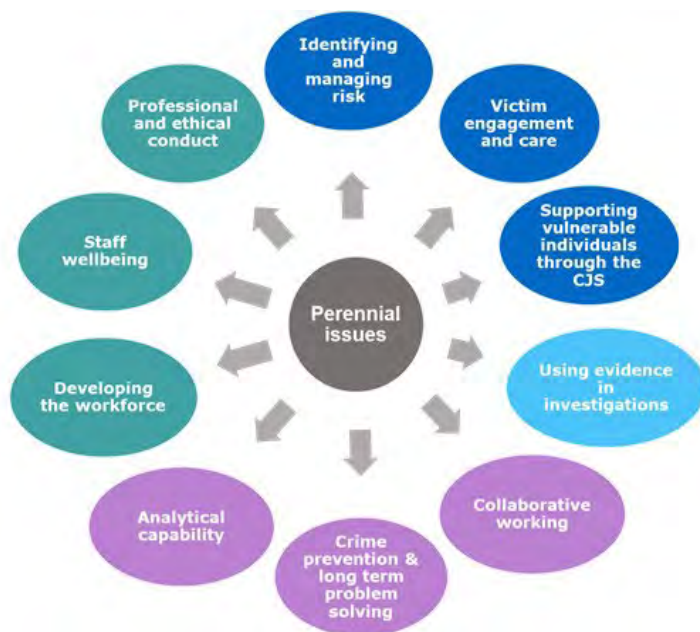 Identifying
and
managing
risk
Victim
engagement
and care
Supporting
vulnerable
individuals
through the
CJS
Using evidence
in
investigations
Collaborative
working
Crime
prevention &
long term
problem
solving
Analytical
capability
Developing
the workforce
Staff
wellbeing
Professional
and ethical
conduct
Perennial
issues